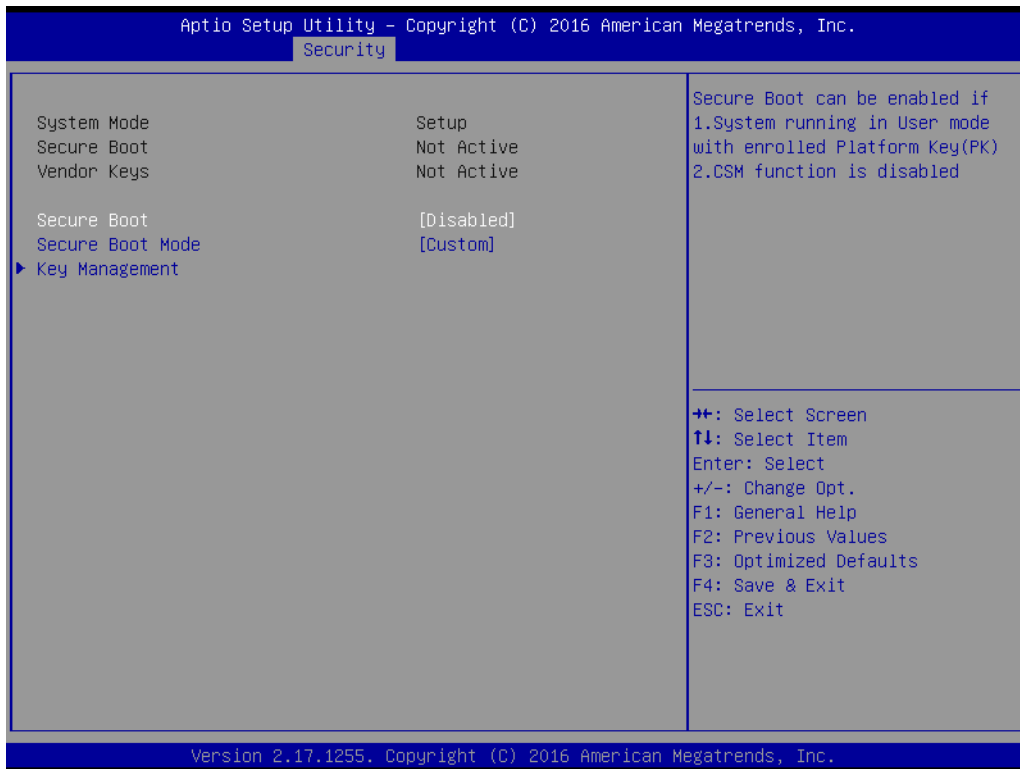 Aptio Setup Utility – Copyright (C) 2016 American Megatrends, Inc.
Security
System Mode Setup
Secure Boot Not Active
Vendor Keys Not Active
Secure Boot [Disabled]
Secure Boot Mode [Custom]
▶ Key Management
Secure Boot can be enabled if
1.System running in User mode
with enrolled Platform Key(PK)
2.CSM function is disabled
→←: Select Screen
↑↓: Select Item
Enter: Select
+/-: Change Opt.
F1: General Help
F2: Previous Values
F3: Optimized Defaults
F4: Save & Exit
ESC: Exit
Version 2.17.1255. Copyright (C) 2016 American Megatrends, Inc.